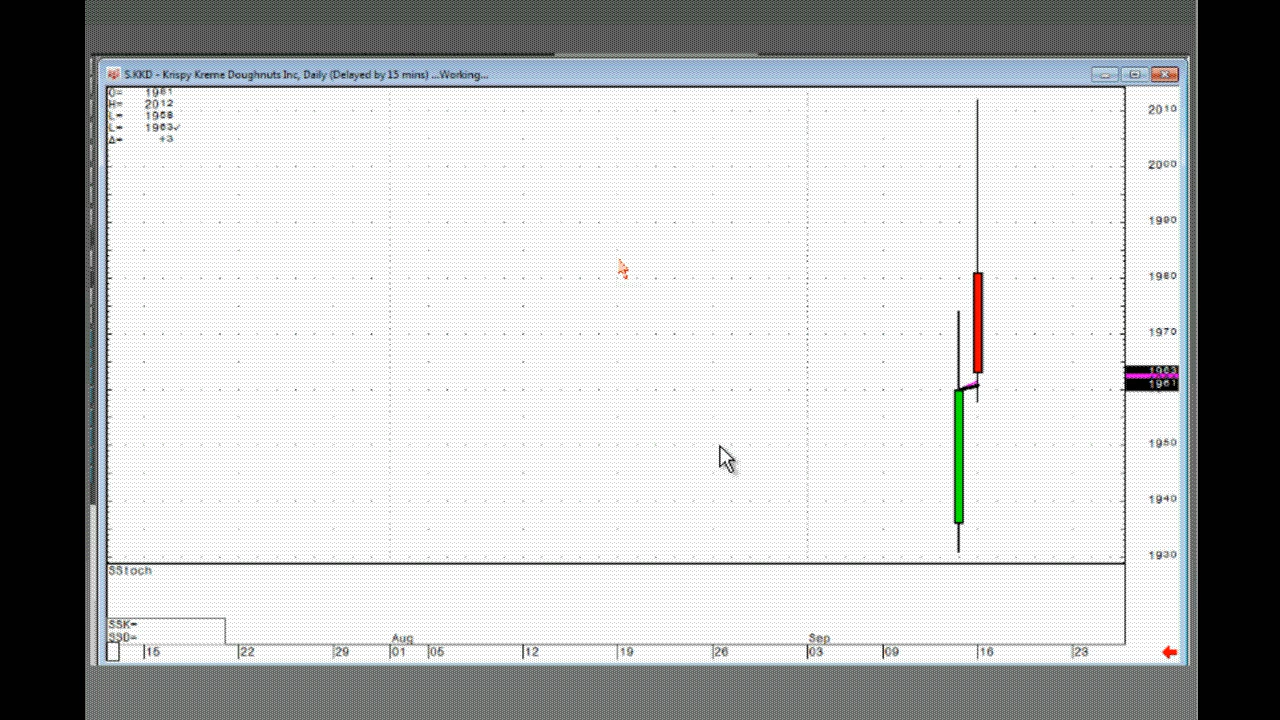 S.KKD - Krispy Kreme Doughnuts Inc, Daily (Delayed by 15 mins) ...Working...
O= 1981
H= 2012
L= 1958
L= 1963✓
Δ= +3
2010
2000
1990
1980
1970
1963
1961
1950
1940
1930
SStoch
SSK=
SSD=
Aug Sep
15 22 29 01 05 12 19 26 03 09 16 23